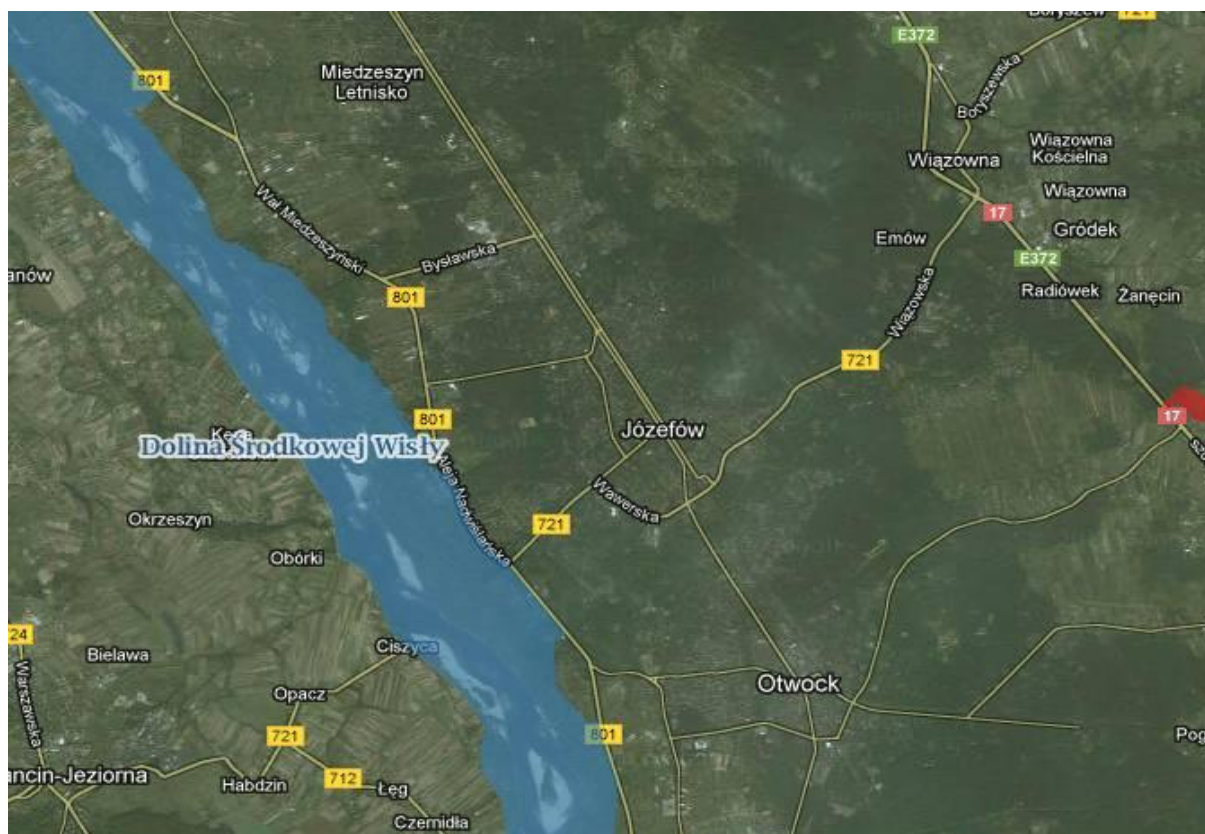 Boryszew
721
E372
801
Miedzeszyn
Letnisko
Boryszewska
Wiązowna
Kościelna
Wiązowna
Wiązowna
Wał Miedzeszyński
17
Gródek
Emów
Bysławska
E372
anów
801
Radiówek
Żanęcin
Wiązowska
721
801
17
Józefów
Dolina Środkowej Wisły
Aleja Nadwiślańska
Wawerska
Okrzeszyn
721
Obórki
24
Ciszyca
Bielawa
Warszawska
Otwock
Opacz
721
801
Pog
ancin-Jeziorna
712
Habdzin
Łęg
Czernidła